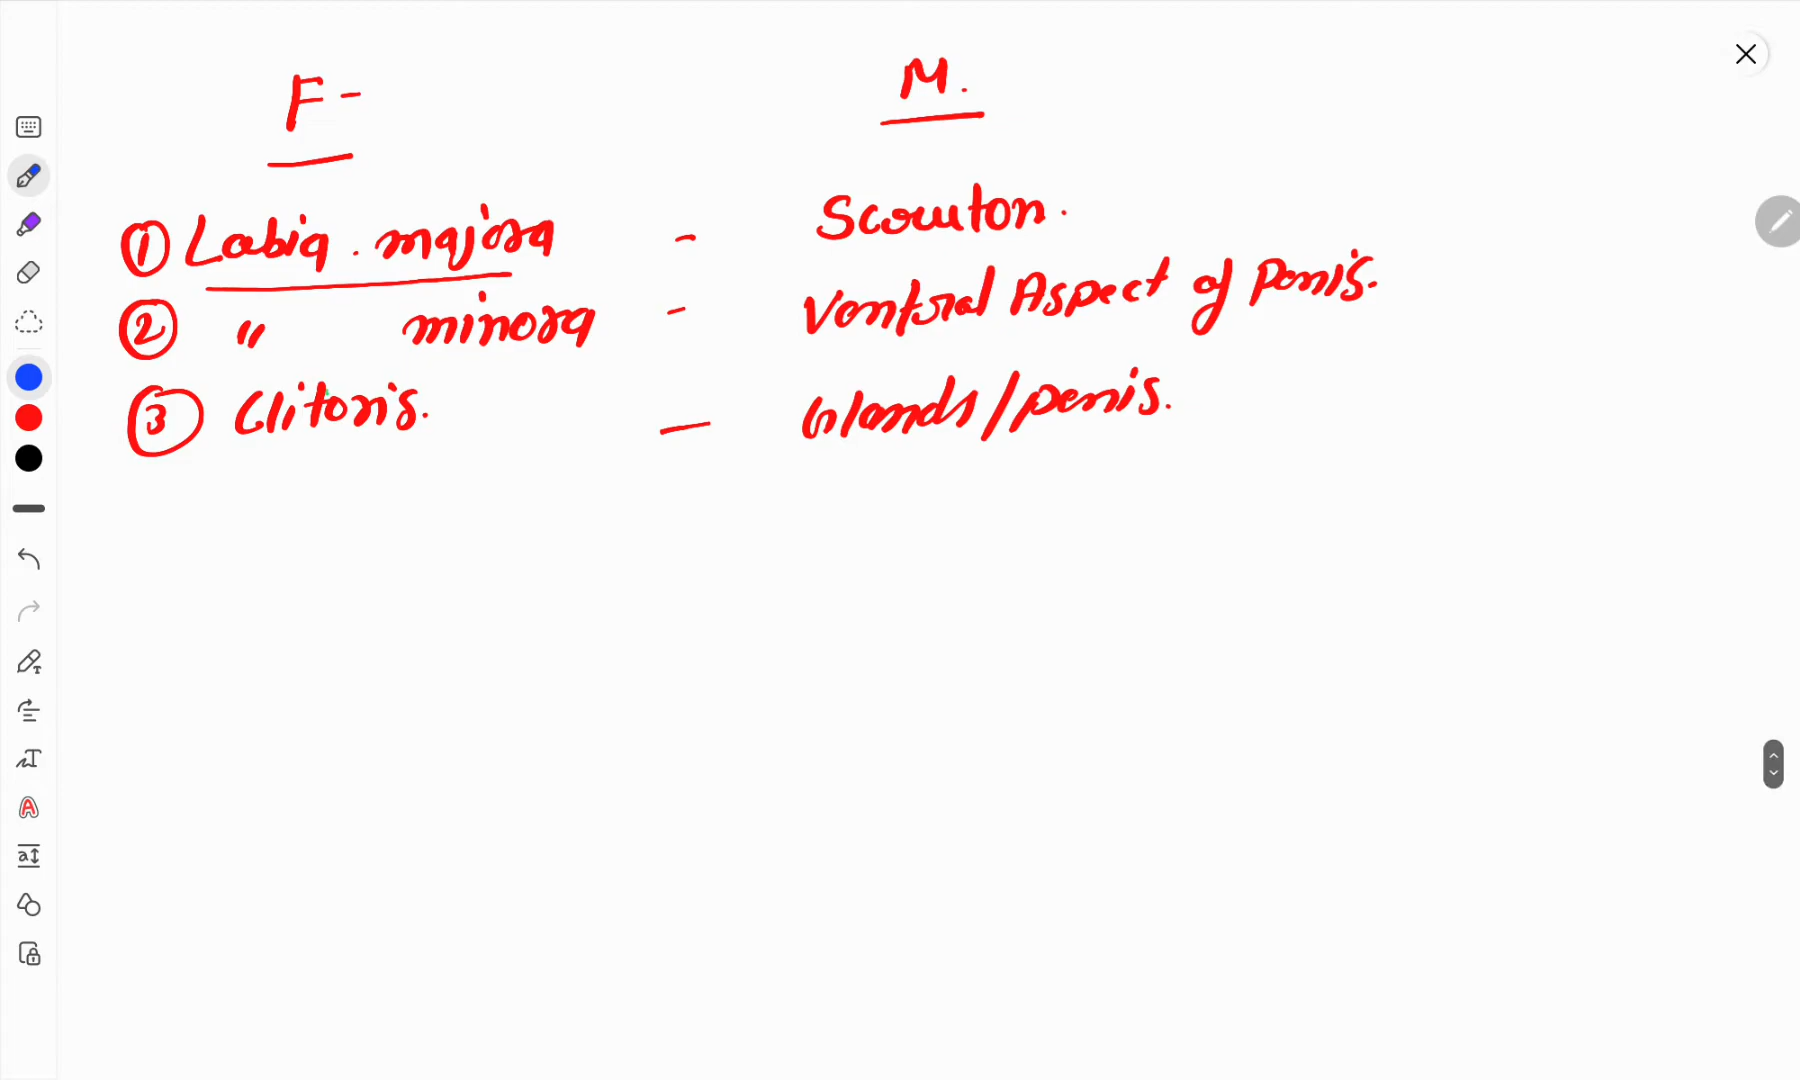 F - M.
① Labia . majora - Scrouton.
② " minora - Ventral Aspect of Penis.
③ Clitoris. - Glands/penis.